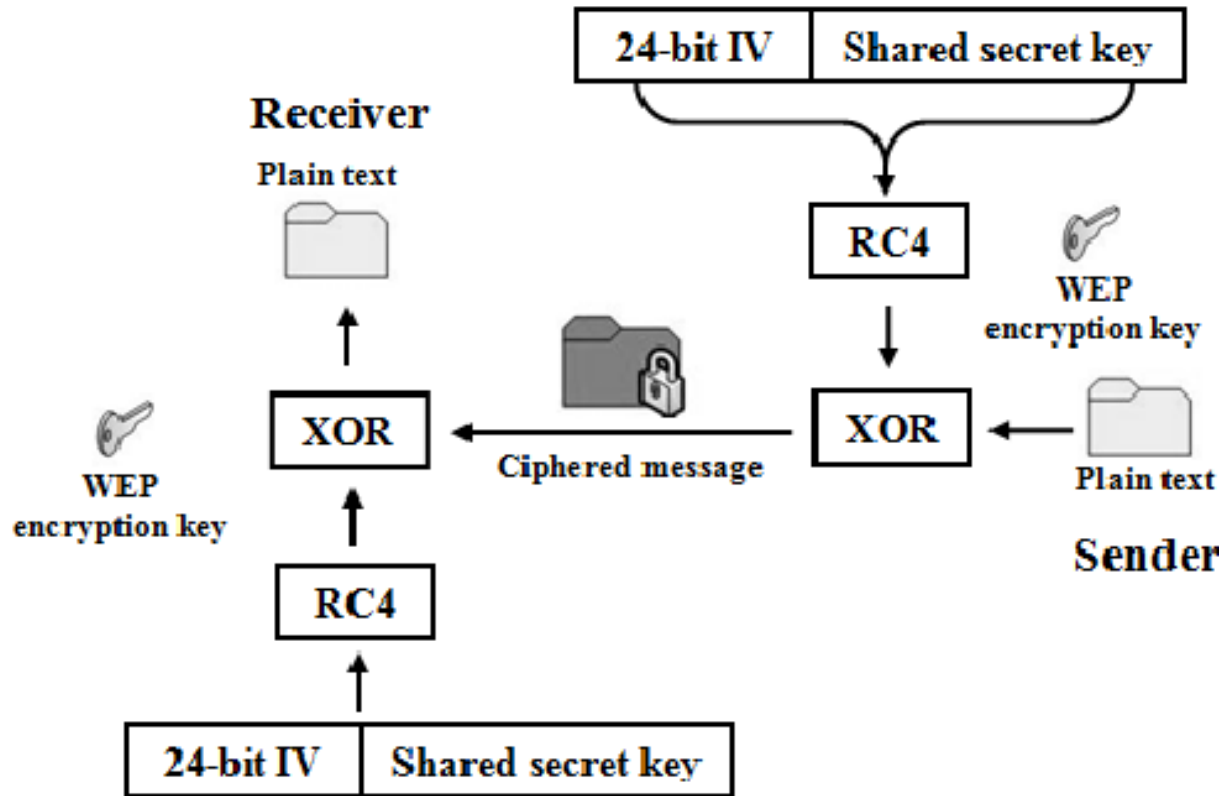 24-bit IV
Shared secret key
Receiver
Plain text
RC4
WEP
encryption key
XOR
XOR
Ciphered message
Plain text
WEP
encryption key
Sender
RC4
24-bit IV
Shared secret key